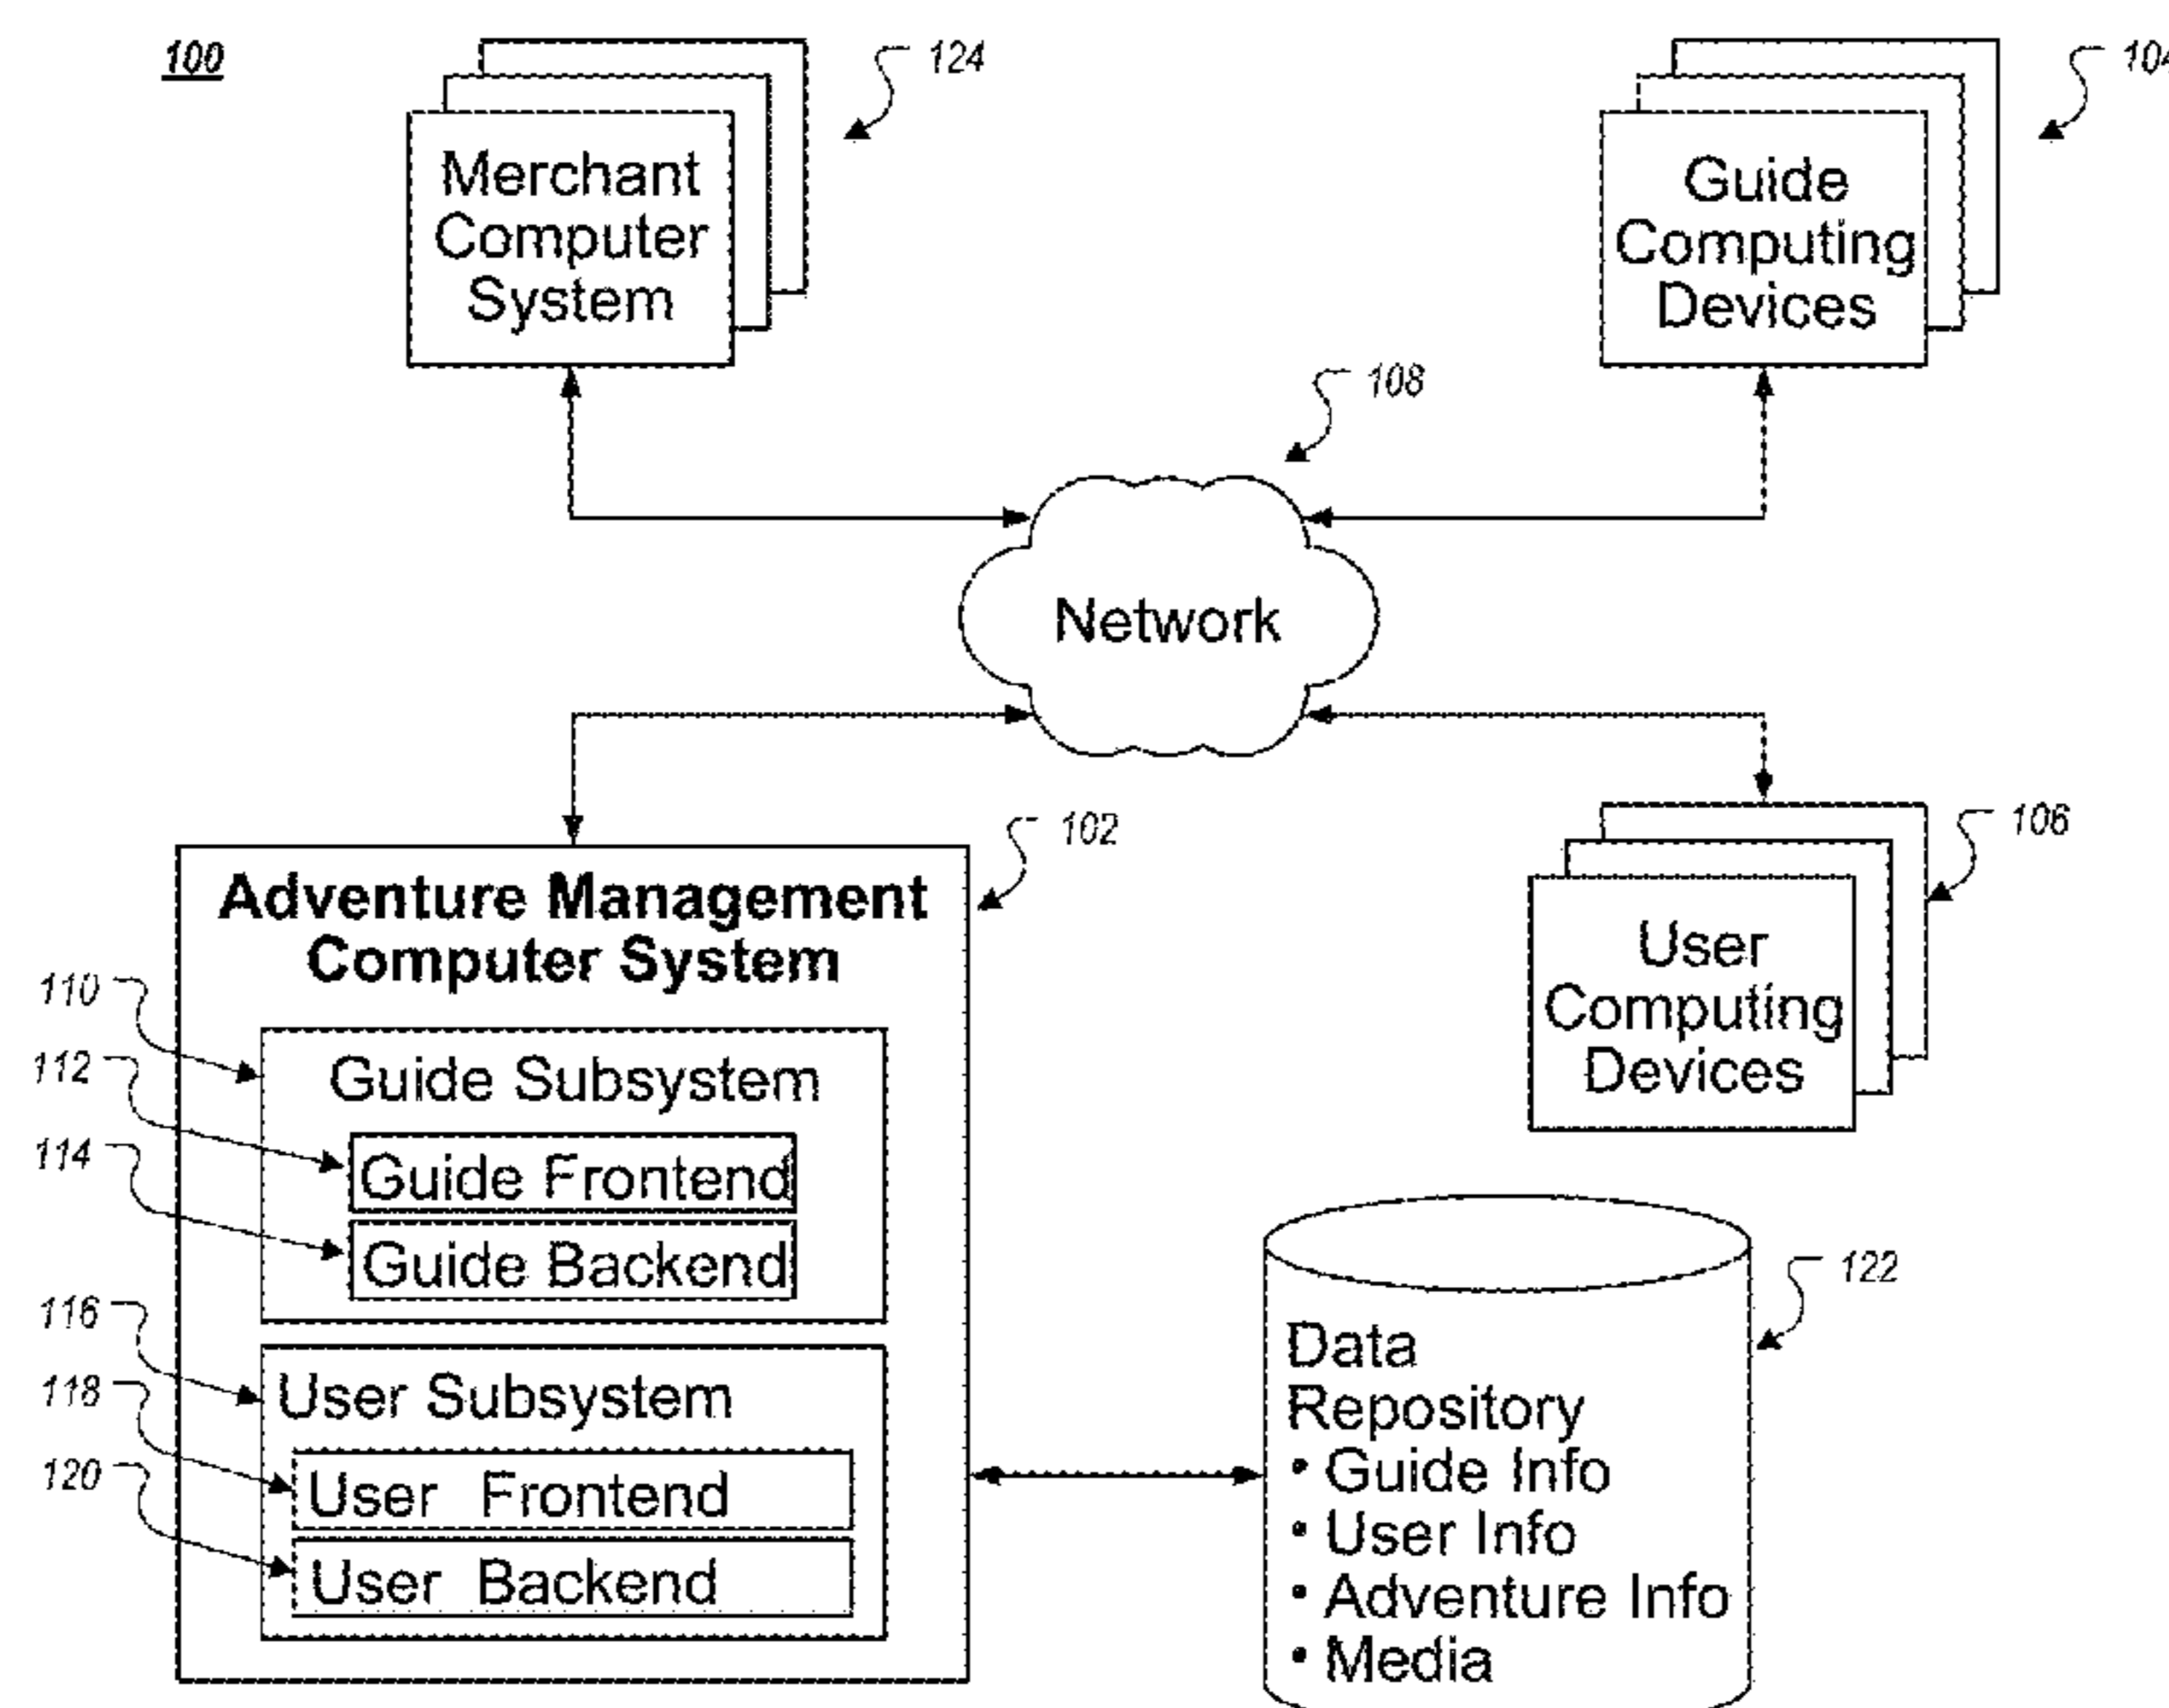 100
124
104
Merchant
Computer
System
Guide
Computing
Devices
108
Network
102
106
Adventure Management
Computer System
User
Computing
Devices
110
Guide Subsystem
112
Guide Frontend
114
Guide Backend
122
116
User Subsystem
118
User Frontend
120
User Backend
Data
Repository
• Guide Info
• User Info
• Adventure Info
• Media